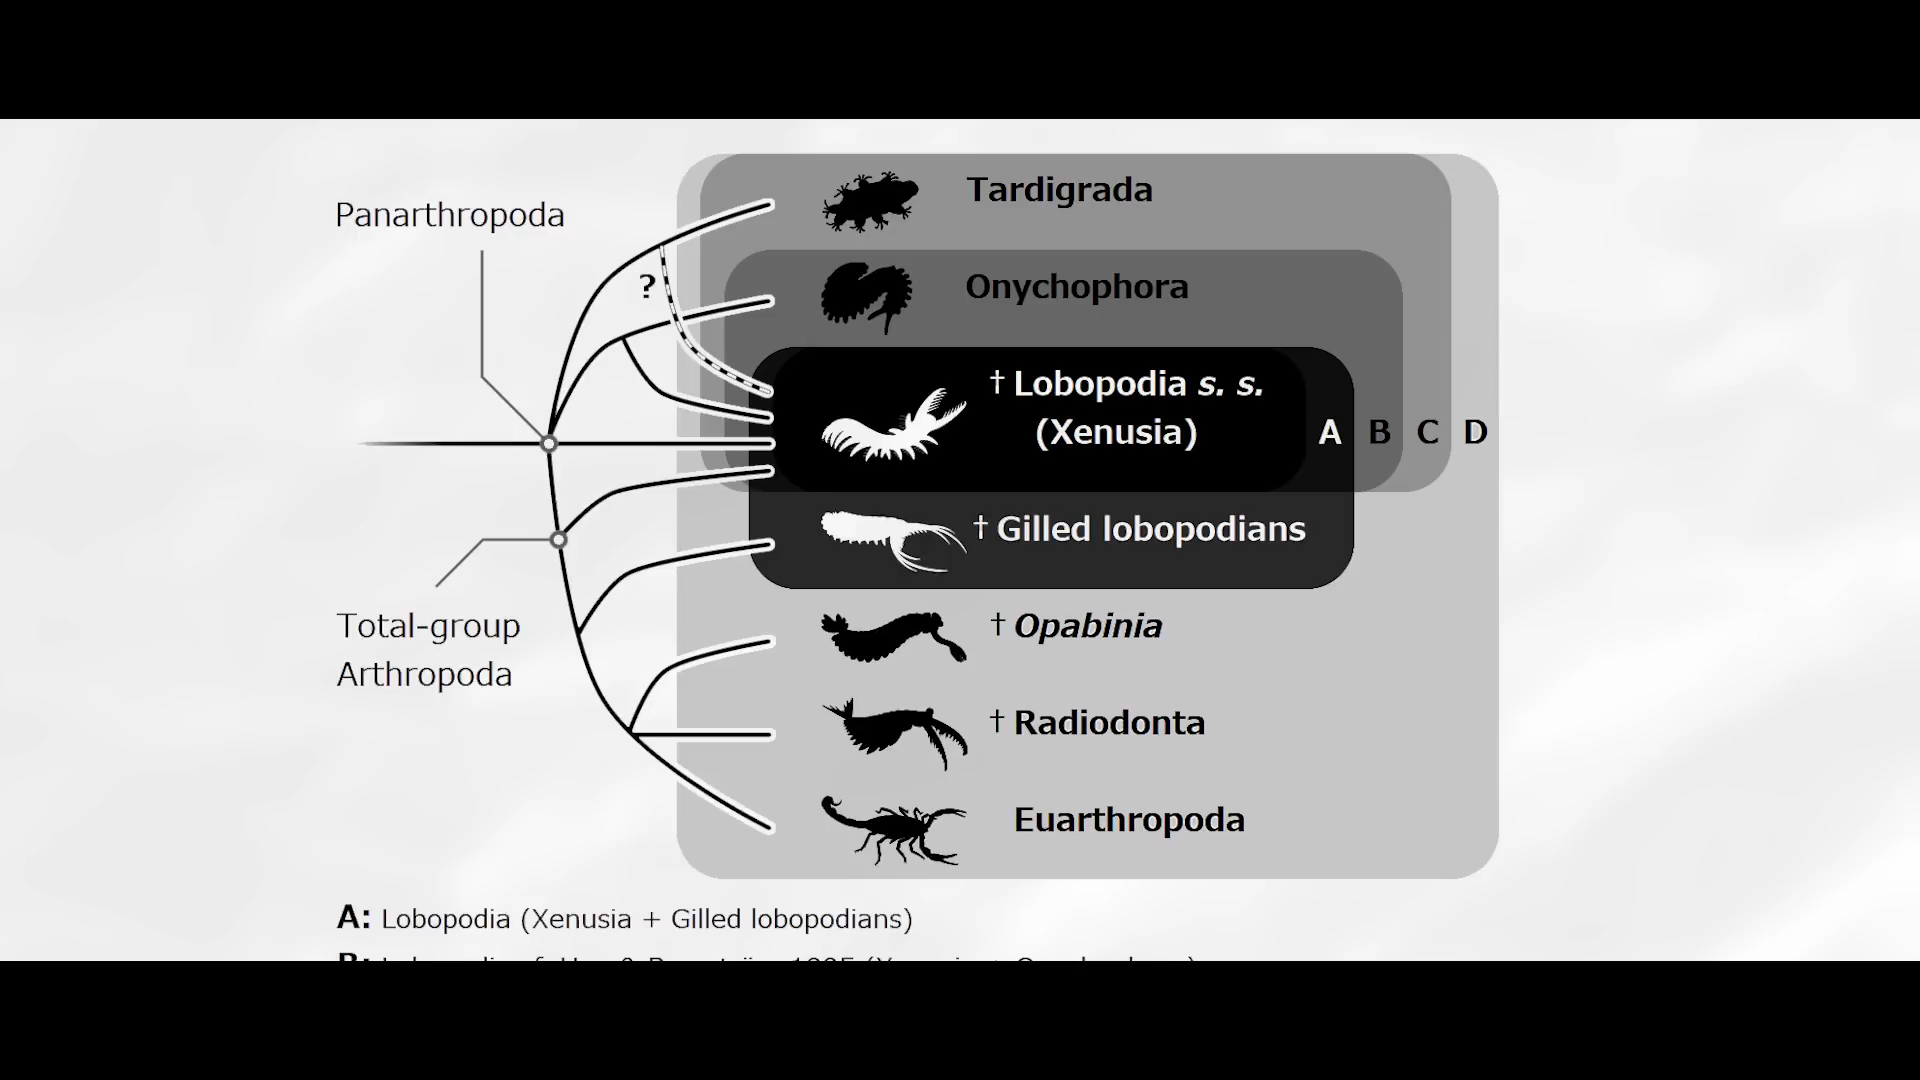 Panarthropoda
Tardigrada
?
Onychophora
† Lobopodia s. s.
(Xenusia)
A B C D
† Gilled lobopodians
Total-group
Arthropoda
† Opabinia
† Radiodonta
Euarthropoda
A: Lobopodia (Xenusia + Gilled lobopodians)